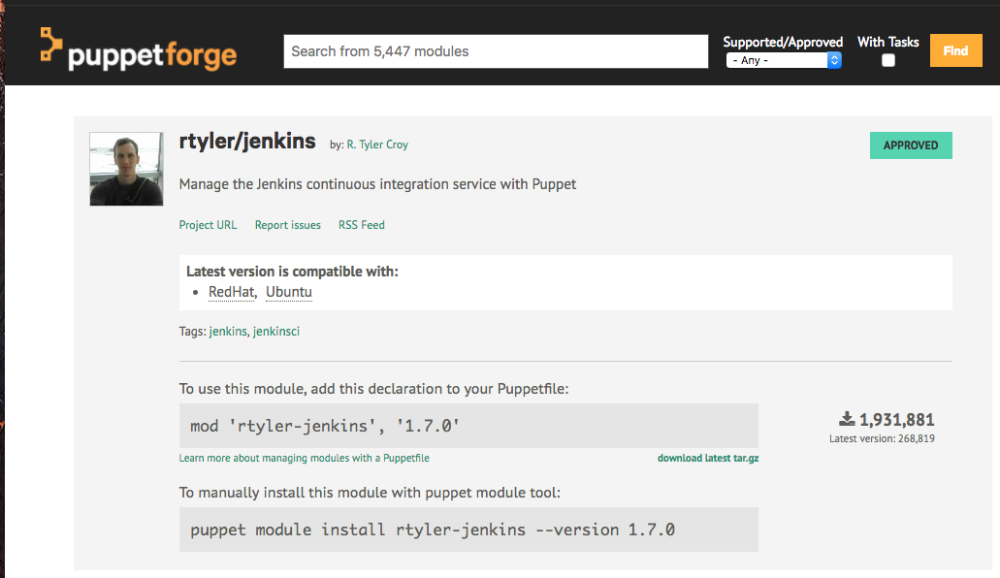 puppetforge
Search from 5,447 modules
Supported/Approved
- Any -
With Tasks
Find
rtyler/jenkins by: R. Tyler Croy
APPROVED
Manage the Jenkins continuous integration service with Puppet
Project URL Report issues RSS Feed
Latest version is compatible with:
• RedHat, Ubuntu
Tags: jenkins, jenkinsci
To use this module, add this declaration to your Puppetfile:
mod 'rtyler-jenkins', '1.7.0'
Learn more about managing modules with a Puppetfile download latest tar.gz
1,931,881
Latest version: 268,819
To manually install this module with puppet module tool:
puppet module install rtyler-jenkins --version 1.7.0